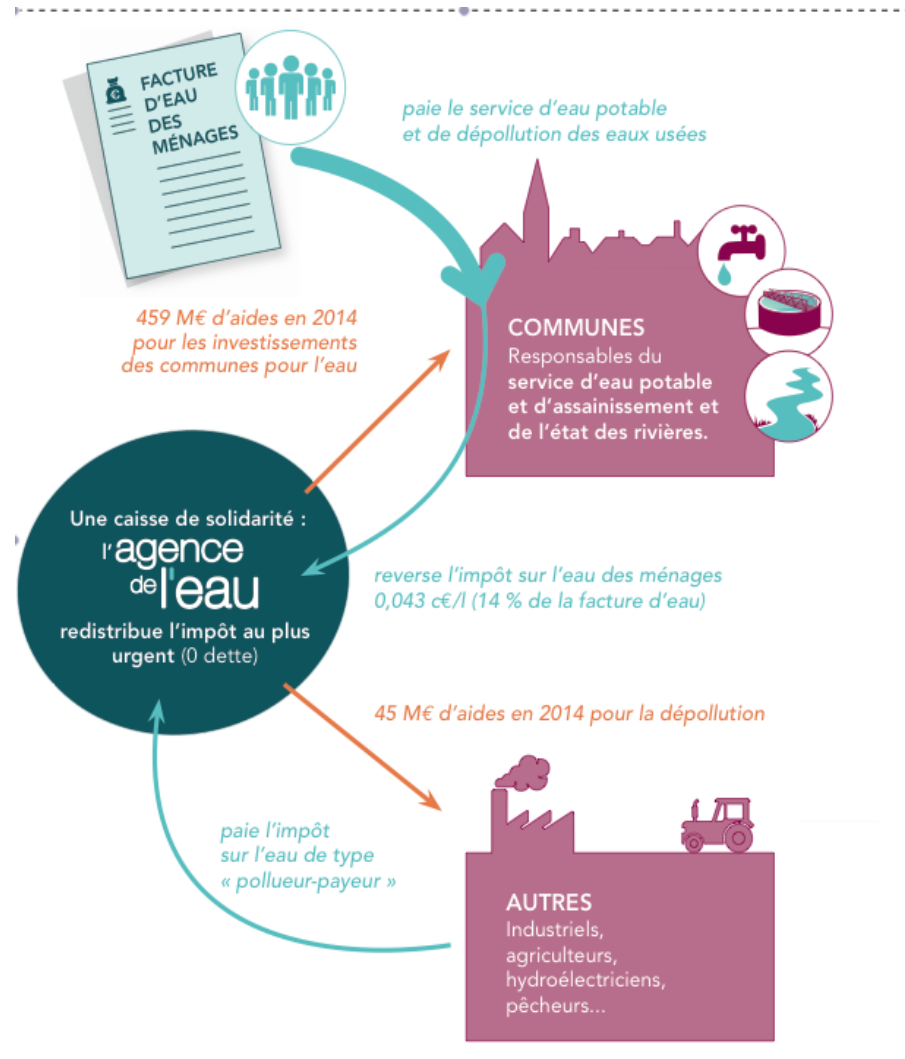 FACTURE
D'EAU
DES
MÉNAGES
paie le service d'eau potable
et de dépollution des eaux usées
459 M€ d'aides en 2014
pour les investissements
des communes pour l'eau
COMMUNES
Responsables du
service d'eau potable
et d'assainissement et
de l'état des rivières.
Une caisse de solidarité :
l'agence
de l'eau
redistribue l'impôt au plus
urgent (0 dette)
reverse l'impôt sur l'eau des ménages
0,043 c€/l (14 % de la facture d'eau)
45 M€ d'aides en 2014 pour la dépollution
paie l'impôt
sur l'eau de type
« pollueur-payeur »
AUTRES
Industriels,
agriculteurs,
hydroélectriciens,
pêcheurs...